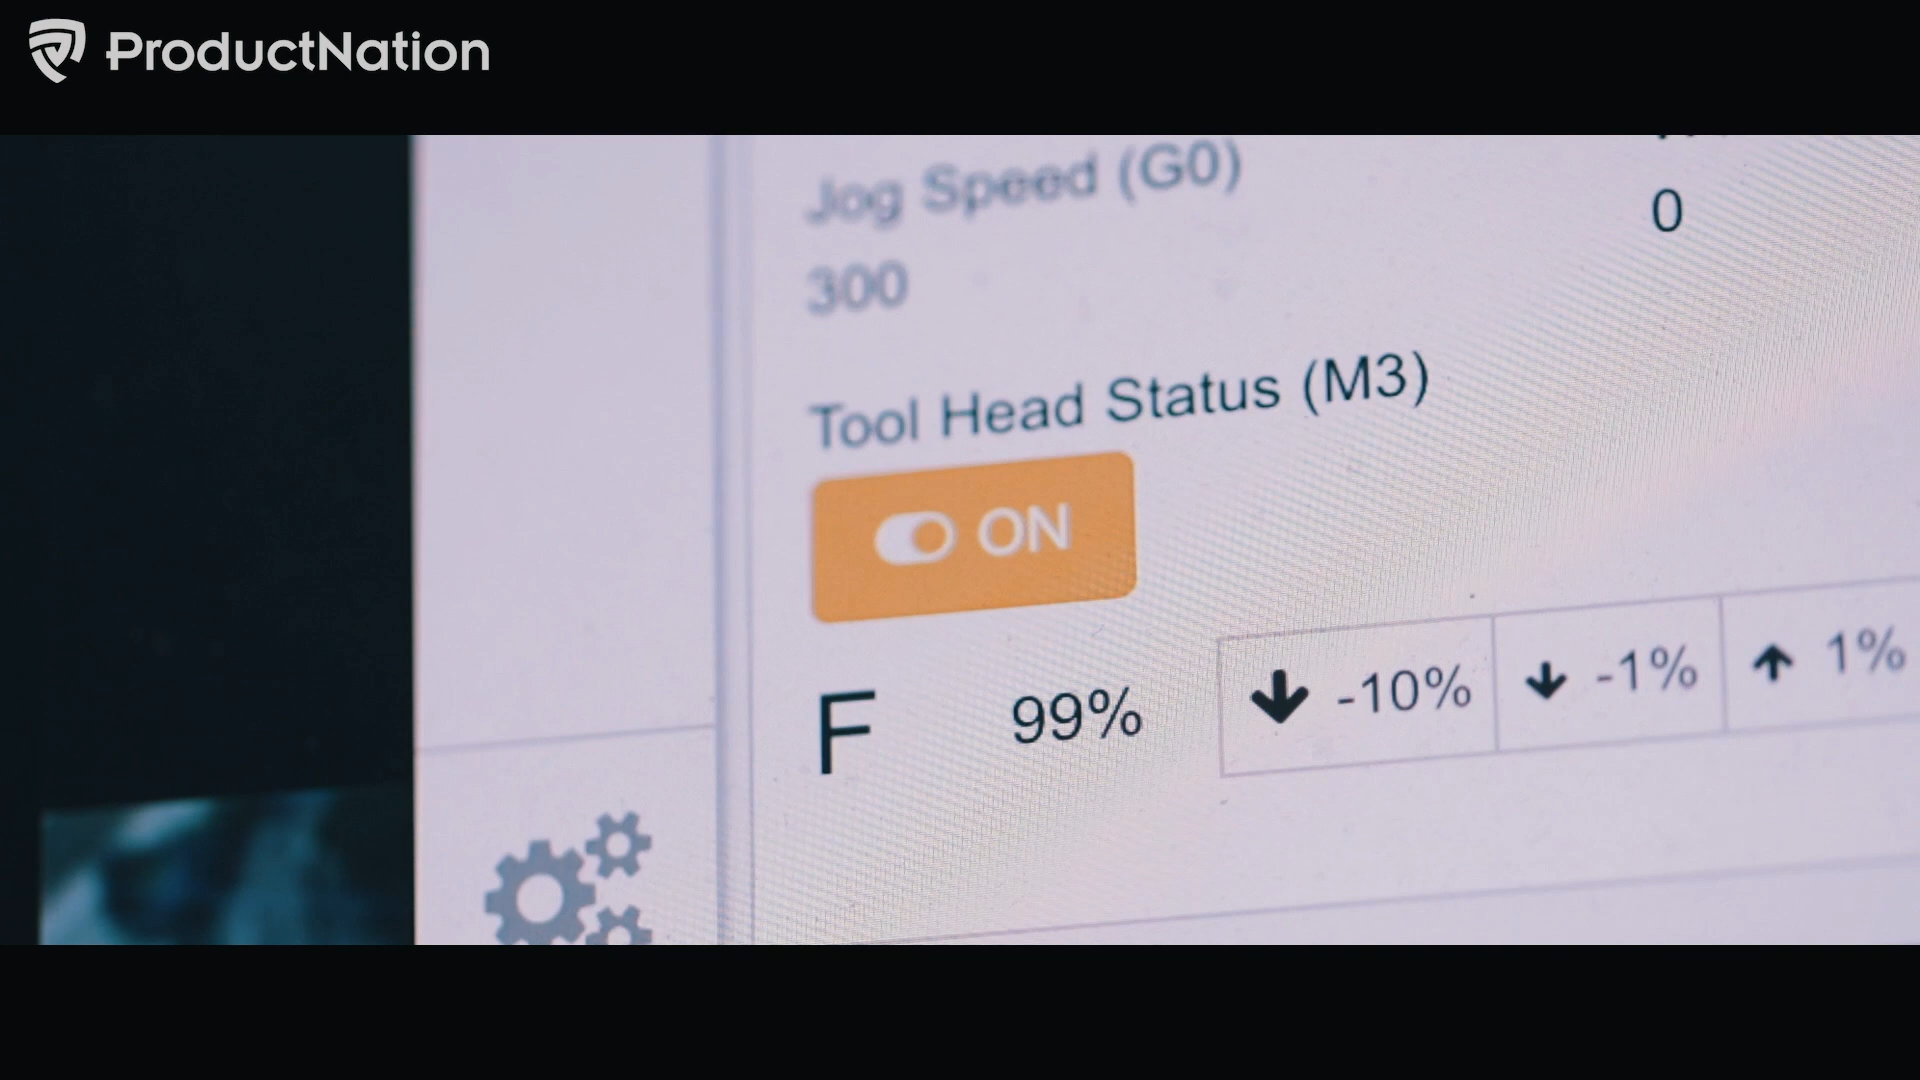 ProductNation
Jog Speed (G0)
0
300
Tool Head Status (M3)
ON
F 99% -10% -1% 1%